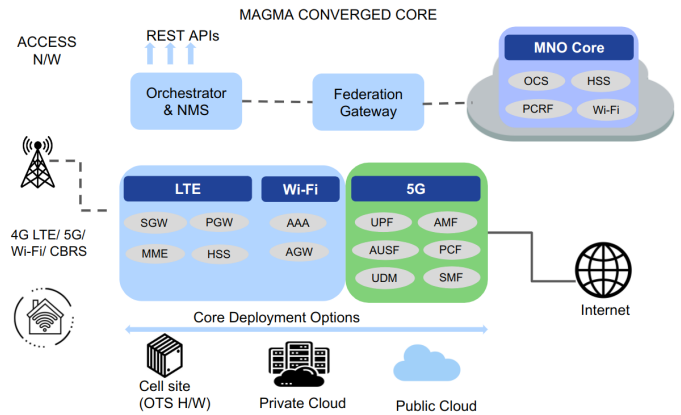 MAGMA CONVERGED CORE
ACCESS
N/W
REST APIs
Orchestrator
& NMS
Federation
Gateway
MNO Core
OCS
HSS
PCRF
Wi-Fi
4G LTE/ 5G/
Wi-Fi/ CBRS
LTE
SGW
PGW
MME
HSS
Wi-Fi
AAA
AGW
5G
UPF
AMF
AUSF
PCF
UDM
SMF
Internet
Core Deployment Options
Cell site
(OTS H/W)
Private Cloud
Public Cloud